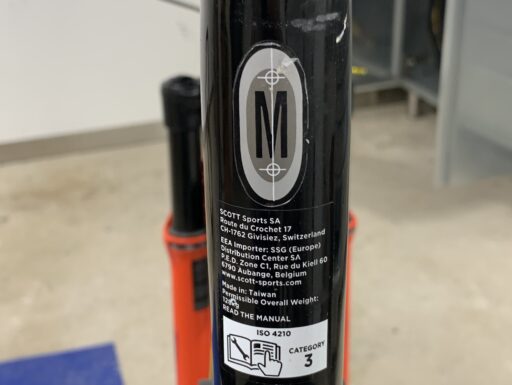 M
SCOTT Sports SA
Route du Crochet 17
CH-1762 Givisiez, Switzerland
EEA Importer: SSG (Europe)
Distribution Center SA
P.E.D. Zone C1, Rue du Kiell 60
6790 Aubange, Belgium
www.scott-sports.com
Made in: Taiwan
Permissible Overall Weight:
READ THE MANUAL
ISO 4210
CATEGORY
3